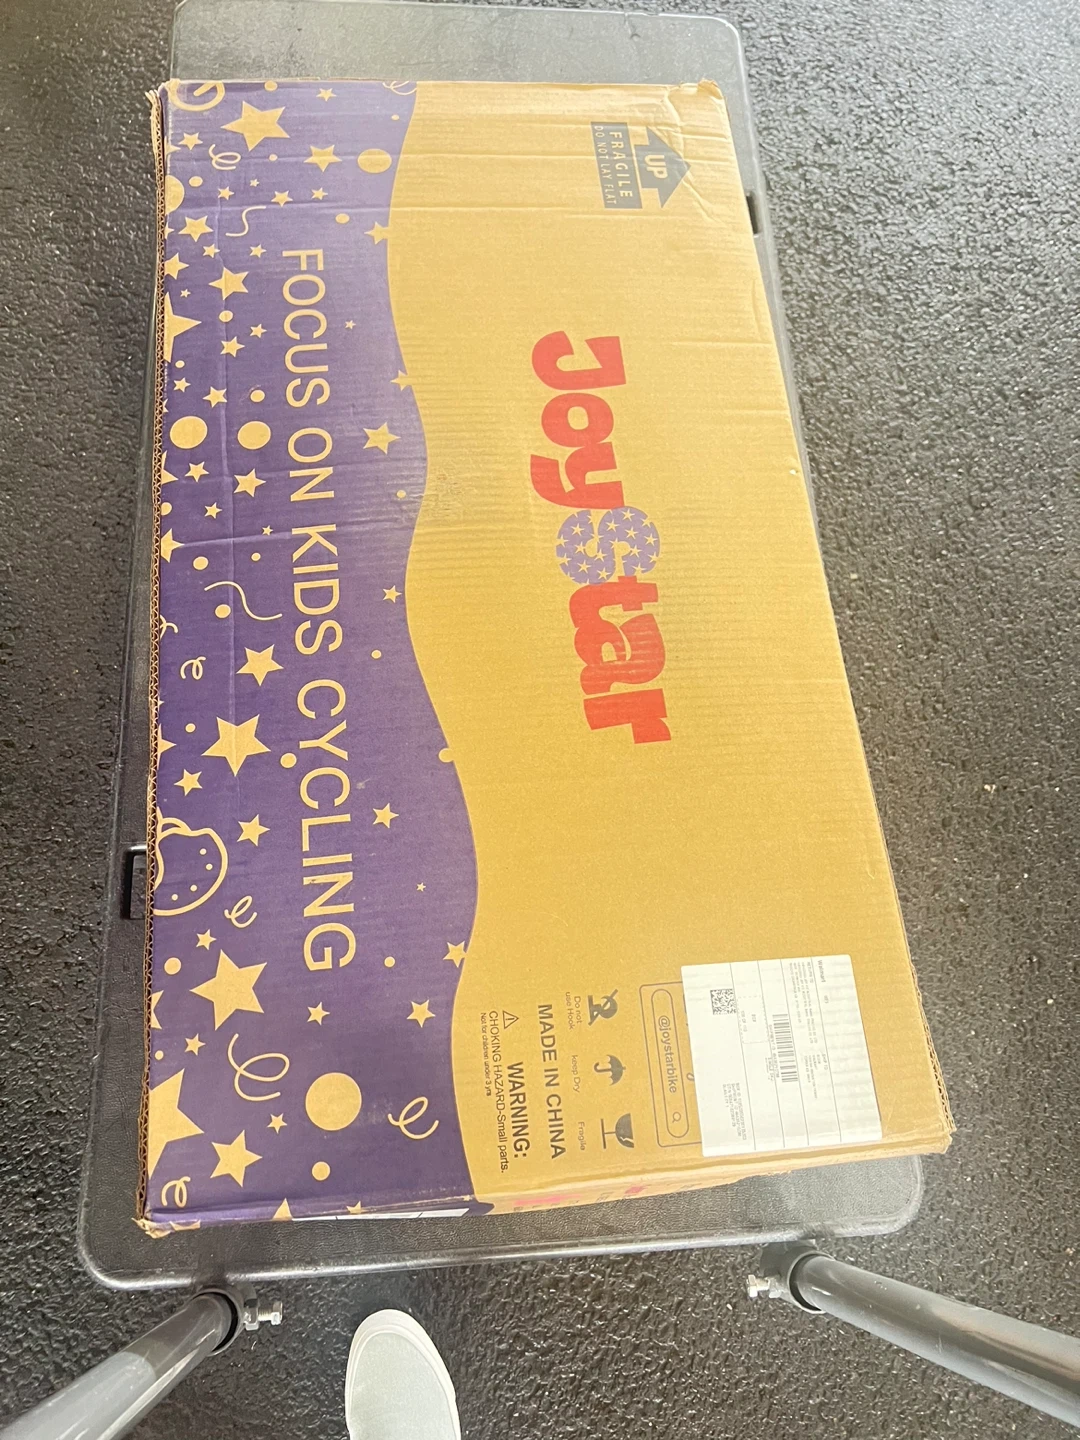 UP
FRAGILE
DO NOT LAY FLAT
Joystar
FOCUS ON KIDS CYCLING
Walmart
@joystarbike
Do not
use Hook
keep Dry
Fragile
MADE IN CHINA
WARNING:
CHOKING HAZARD-Small parts.
Not for children under 3 yrs